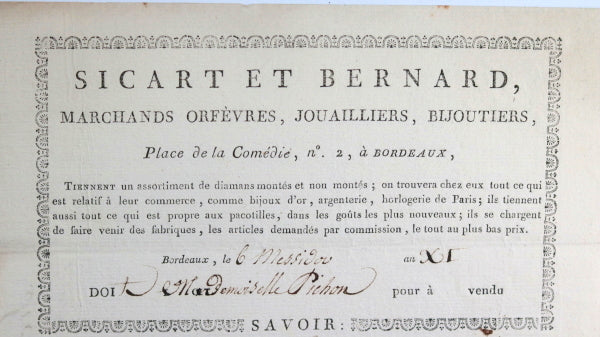 SICART ET BERNARD,
MARCHANDS ORFÈVRES, JOUAILLIERS, BIJOUTIERS,
Place de la Comédie, n°. 2, à BORDEAUX,
TIENNENT un assortiment de diamans montés et non montés ; on trouvera chez eux tout ce qui
est relatif à leur commerce, comme bijoux d'or, argenterie, horlogerie de Paris; ils tiennent
aussi tout ce qui est propre aux pacotilles, dans les goûts les plus nouveaux; ils se chargent
de faire venir des fabriques, les articles demandés par commission, le tout au plus bas prix.
Bordeaux, le 6 Messidor an XI
DOIt Mademoiselle Pichon pour à vendu
SAVOIR: